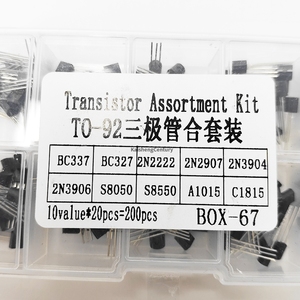 Transistor Assortment Kit
KaishengCentury
TO-92三极管合套装
BC337 BC327 2N2222 2N2907 2N3904
2N3906 S8050 S8550 A1015 C1815
10value*20pcs=200pcs BOX-67